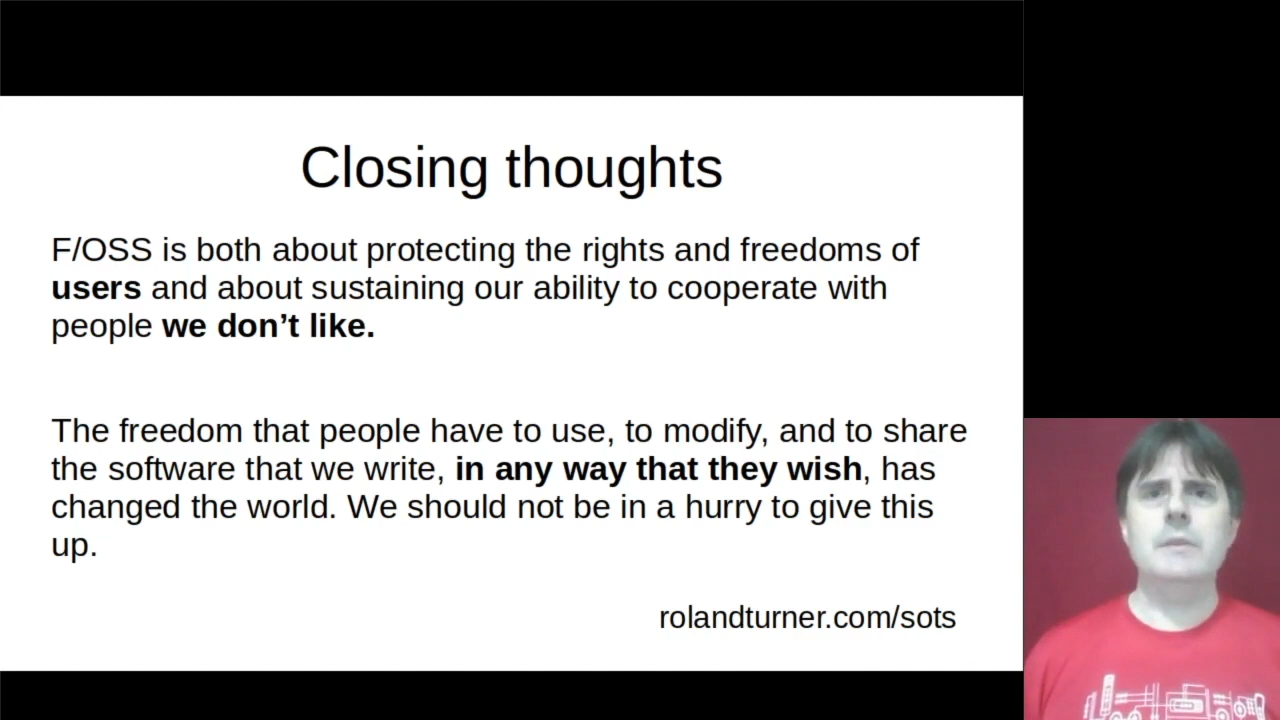 Closing thoughts
F/OSS is both about protecting the rights and freedoms of
users and about sustaining our ability to cooperate with
people we don’t like.
The freedom that people have to use, to modify, and to share
the software that we write, in any way that they wish, has
changed the world. We should not be in a hurry to give this
up.
rolandturner.com/sots